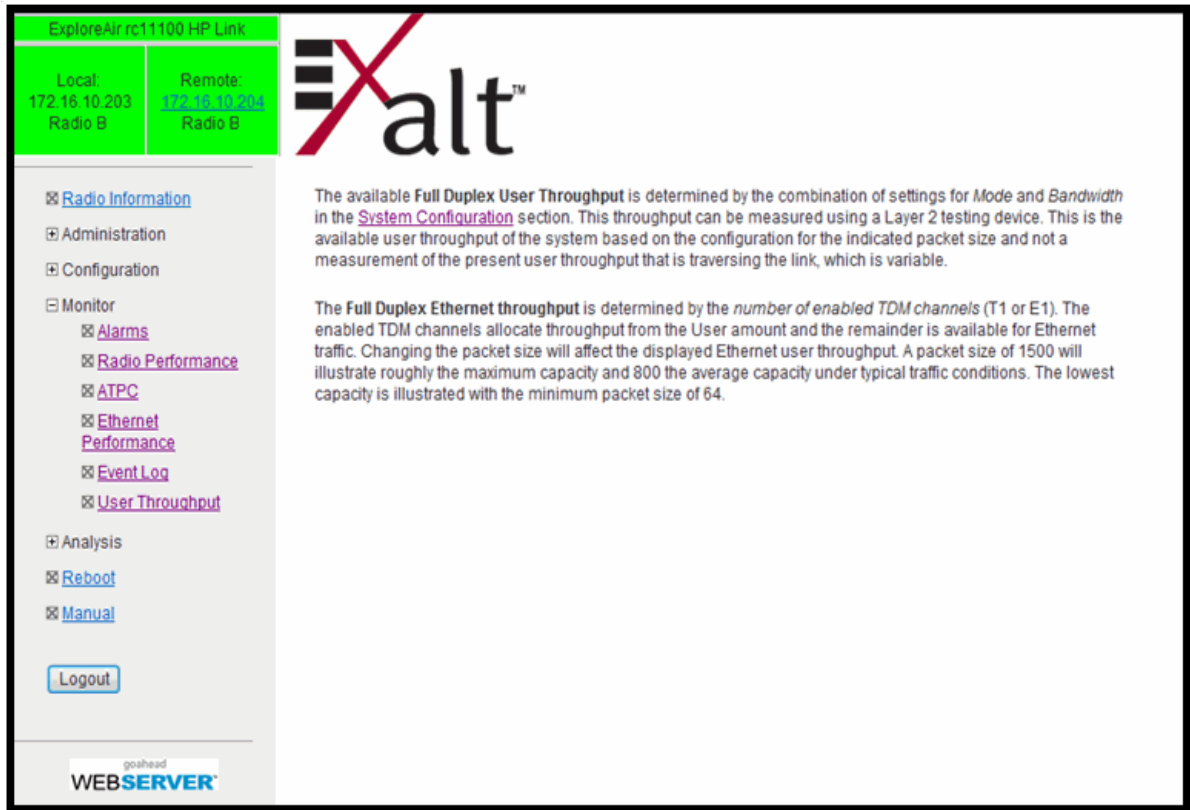 ExploreAir rc11100 HP Link
Local:
172.16.10.203
Radio B
Remote:
172.16.10.204
Radio B
EXalt™
Radio Information
Administration
Configuration
Monitor
Alarms
Radio Performance
ATPC
Ethernet
Performance
Event Log
User Throughput
Analysis
Reboot
Manual
Logout
goahead
WEBSERVER
The available Full Duplex User Throughput is determined by the combination of settings for Mode and Bandwidth
in the System Configuration section. This throughput can be measured using a Layer 2 testing device. This is the
available user throughput of the system based on the configuration for the indicated packet size and not a
measurement of the present user throughput that is traversing the link, which is variable.
The Full Duplex Ethernet throughput is determined by the number of enabled TDM channels (T1 or E1). The
enabled TDM channels allocate throughput from the User amount and the remainder is available for Ethernet
traffic. Changing the packet size will affect the displayed Ethernet user throughput. A packet size of 1500 will
illustrate roughly the maximum capacity and 800 the average capacity under typical traffic conditions. The lowest
capacity is illustrated with the minimum packet size of 64.